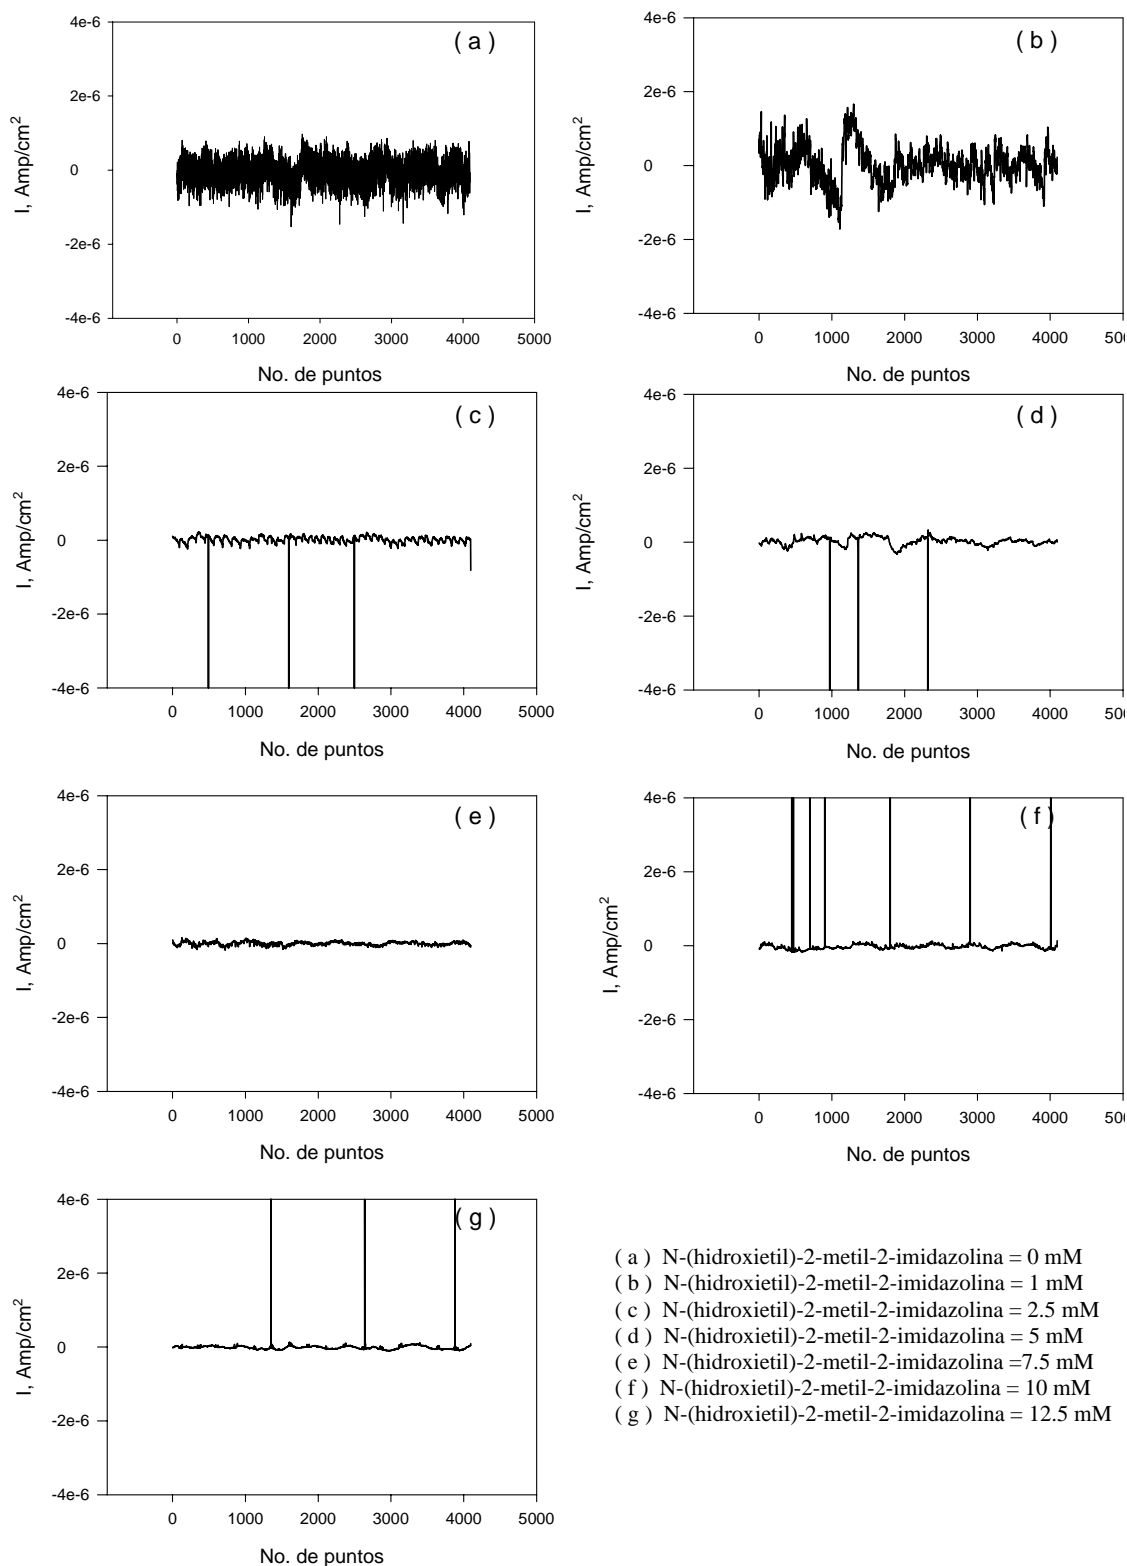 ( a )
4e-6
2e-6
0
-2e-6
-4e-6
I, Amp/cm²
0 1000 2000 3000 4000 5000
No. de puntos
( b )
4e-6
2e-6
0
-2e-6
-4e-6
I, Amp/cm²
0 1000 2000 3000 4000 500
No. de puntos
( c )
4e-6
2e-6
0
-2e-6
-4e-6
I, Amp/cm²
0 1000 2000 3000 4000 5000
No. de puntos
( d )
4e-6
2e-6
0
-2e-6
-4e-6
I, Amp/cm²
0 1000 2000 3000 4000 500
No. de puntos
( e )
4e-6
2e-6
0
-2e-6
-4e-6
I, Amp/cm²
0 1000 2000 3000 4000 5000
No. de puntos
( f )
4e-6
2e-6
0
-2e-6
-4e-6
I, Amp/cm²
0 1000 2000 3000 4000 500
No. de puntos
( g )
4e-6
2e-6
0
-2e-6
-4e-6
I, Amp/cm²
0 1000 2000 3000 4000 5000
No. de puntos
( a ) N-(hidroxietil)-2-metil-2-imidazolina = 0 mM
( b ) N-(hidroxietil)-2-metil-2-imidazolina = 1 mM
( c ) N-(hidroxietil)-2-metil-2-imidazolina = 2.5 mM
( d ) N-(hidroxietil)-2-metil-2-imidazolina = 5 mM
( e ) N-(hidroxietil)-2-metil-2-imidazolina =7.5 mM
( f ) N-(hidroxietil)-2-metil-2-imidazolina = 10 mM
( g ) N-(hidroxietil)-2-metil-2-imidazolina = 12.5 mM